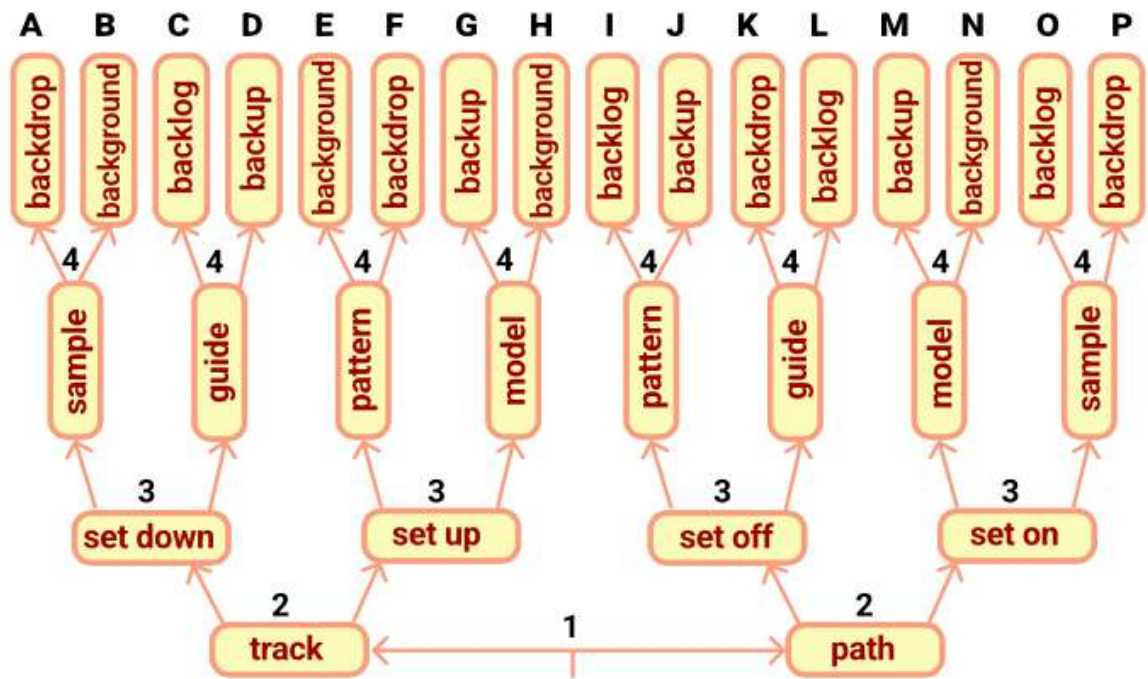 A B C D E F G H I J K L M N O P
backdrop background backlog backup background backdrop backup background backlog backup backdrop backlog backup background backlog backdrop
4 4 4 4 4 4 4 4
sample guide pattern model pattern guide model sample
3 3 3 3
set down set up set off set on
2 2
1
track path